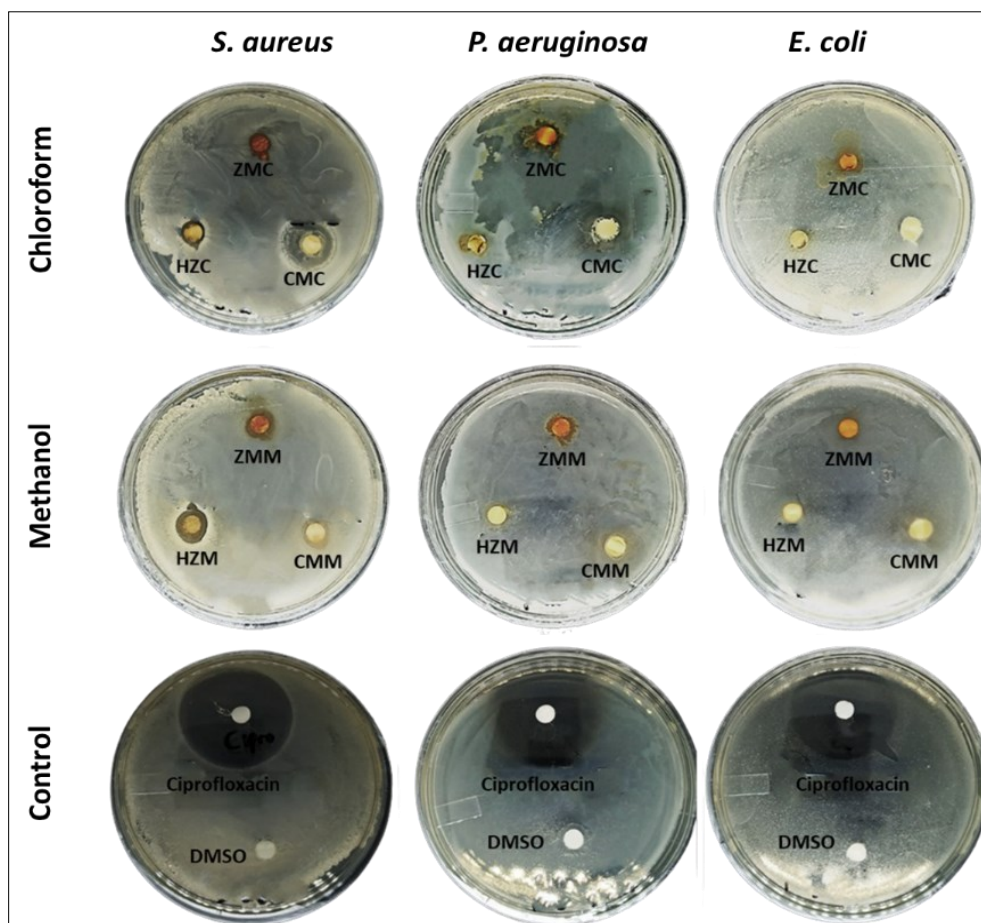 S. aureus P. aeruginosa E. coli
Chloroform
ZMC ZMC ZMC
HZC CMC HZC CMC HZC CMC
Methanol
ZMM ZMM ZMM
HZM CMM HZM CMM HZM CMM
Control
Cipro
Ciprofloxacin Ciprofloxacin Ciprofloxacin
DMSO DMSO DMSO